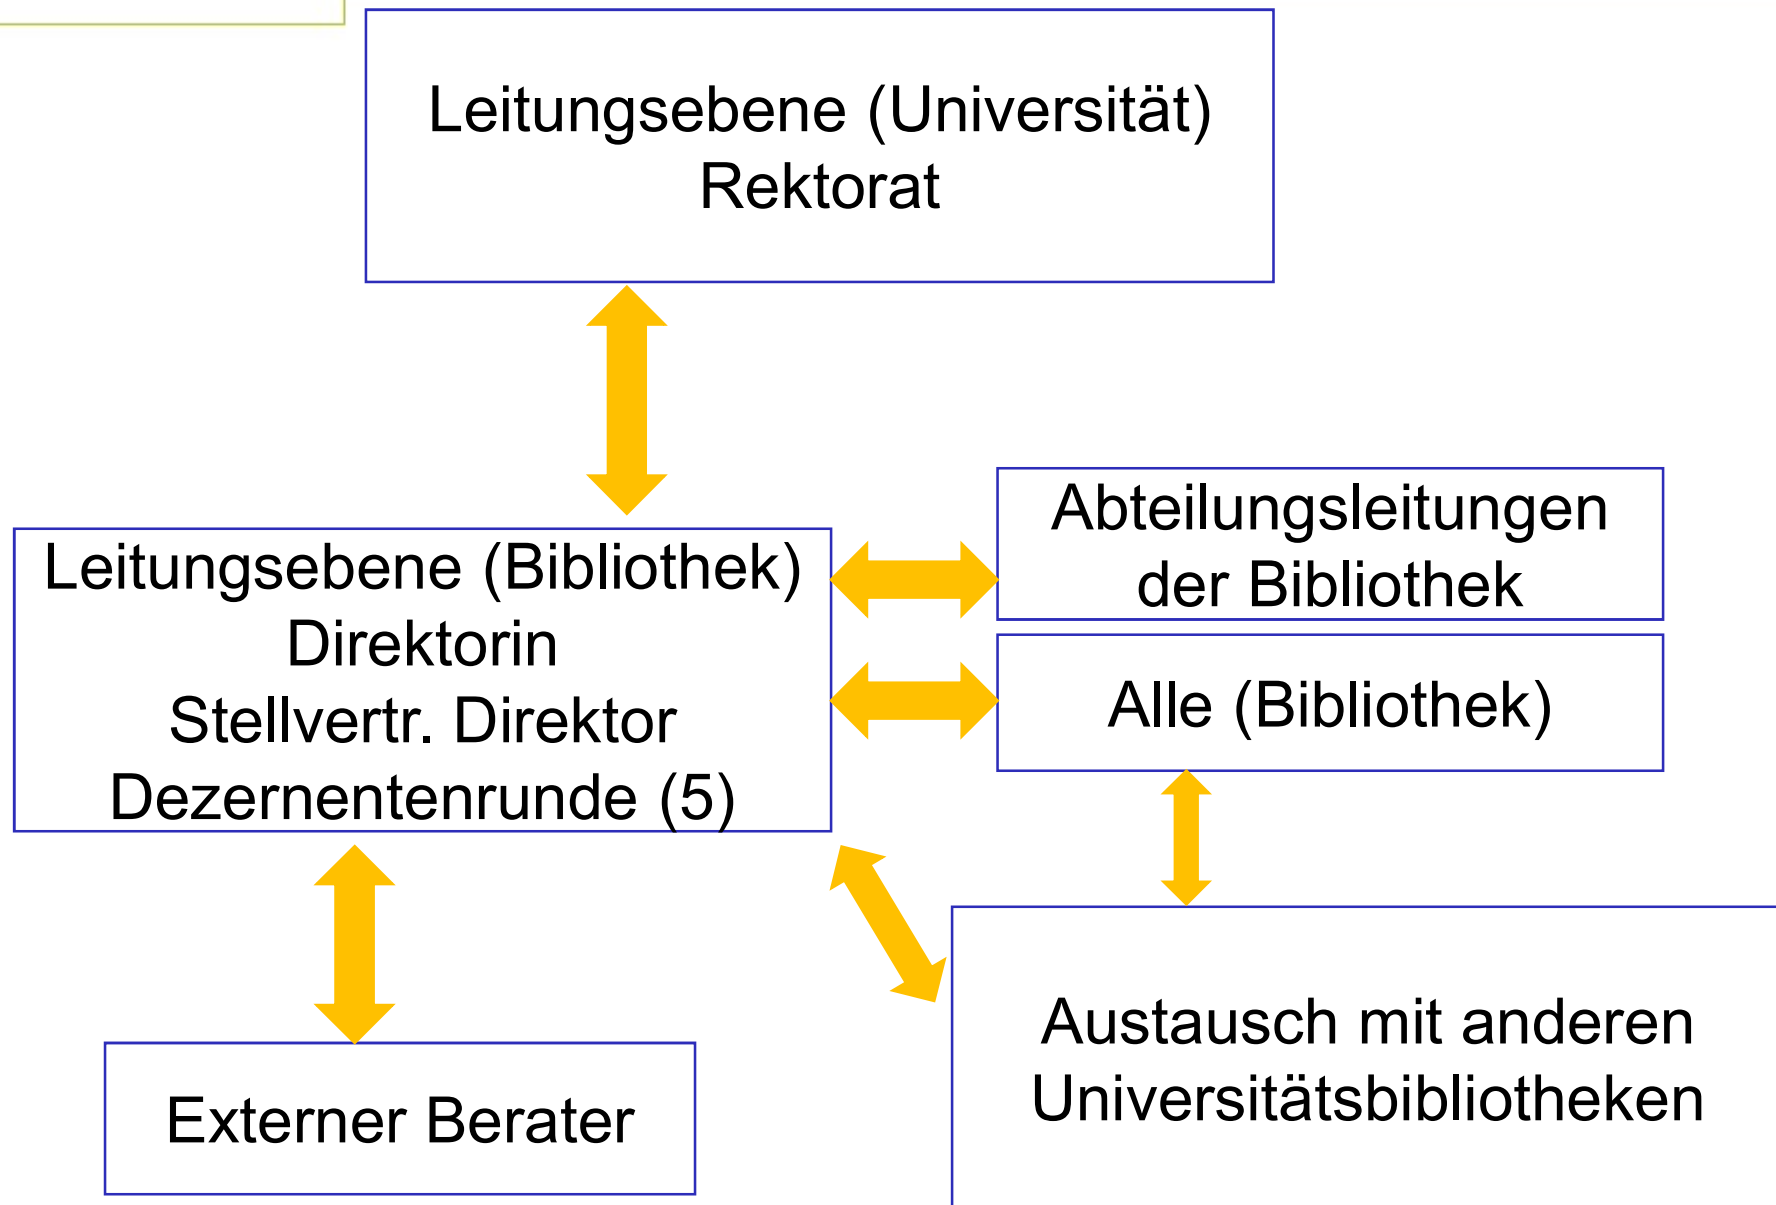 Leitungsebene (Universität)
Rektorat
Leitungsebene (Bibliothek)
Direktorin
Stellvertr. Direktor
Dezernentenrunde (5)
Abteilungsleitungen
der Bibliothek
Alle (Bibliothek)
Externer Berater
Austausch mit anderen
Universitätsbibliotheken